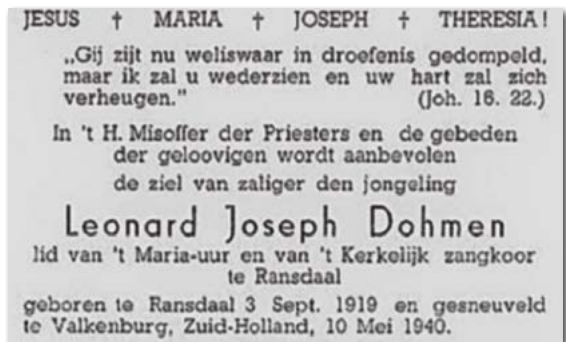 JESUS † MARIA † JOSEPH † THERESIA!
„Gij zijt nu weliswaar in droefenis gedompeld,
maar ik zal u wederzien en uw hart zal zich
verheugen." (Joh. 16. 22.)
In 't H. Misoffer der Priesters en de gebeden
der geloovigen wordt aanbevolen
de ziel van zaliger den jongeling
Leonard Joseph Dohmen
lid van 't Maria-uur en van 't Kerkelijk zangkoor
te Ransdaal
geboren te Ransdaal 3 Sept. 1919 en gesneuveld
te Valkenburg, Zuid-Holland, 10 Mei 1940.